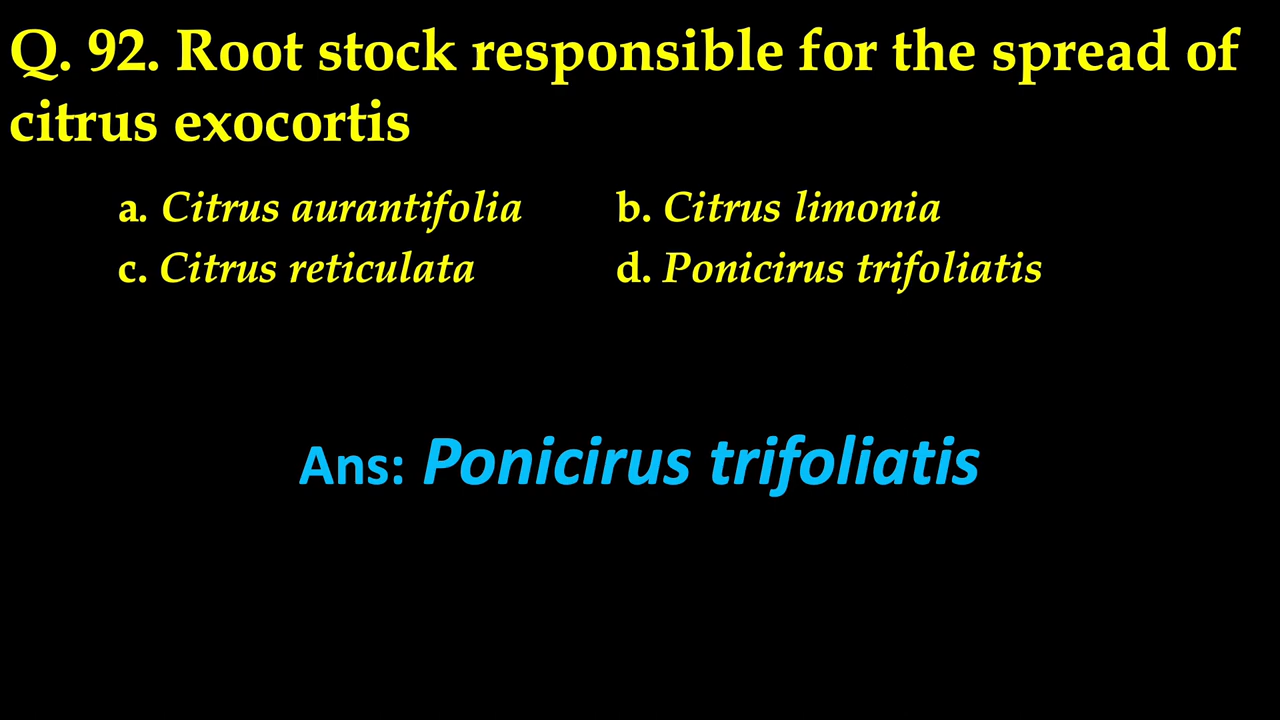 Q. 92. Root stock responsible for the spread of
citrus exocortis
a. Citrus aurantifolia b. Citrus limonia
c. Citrus reticulata d. Ponicirus trifoliatis
Ans: Ponicirus trifoliatis